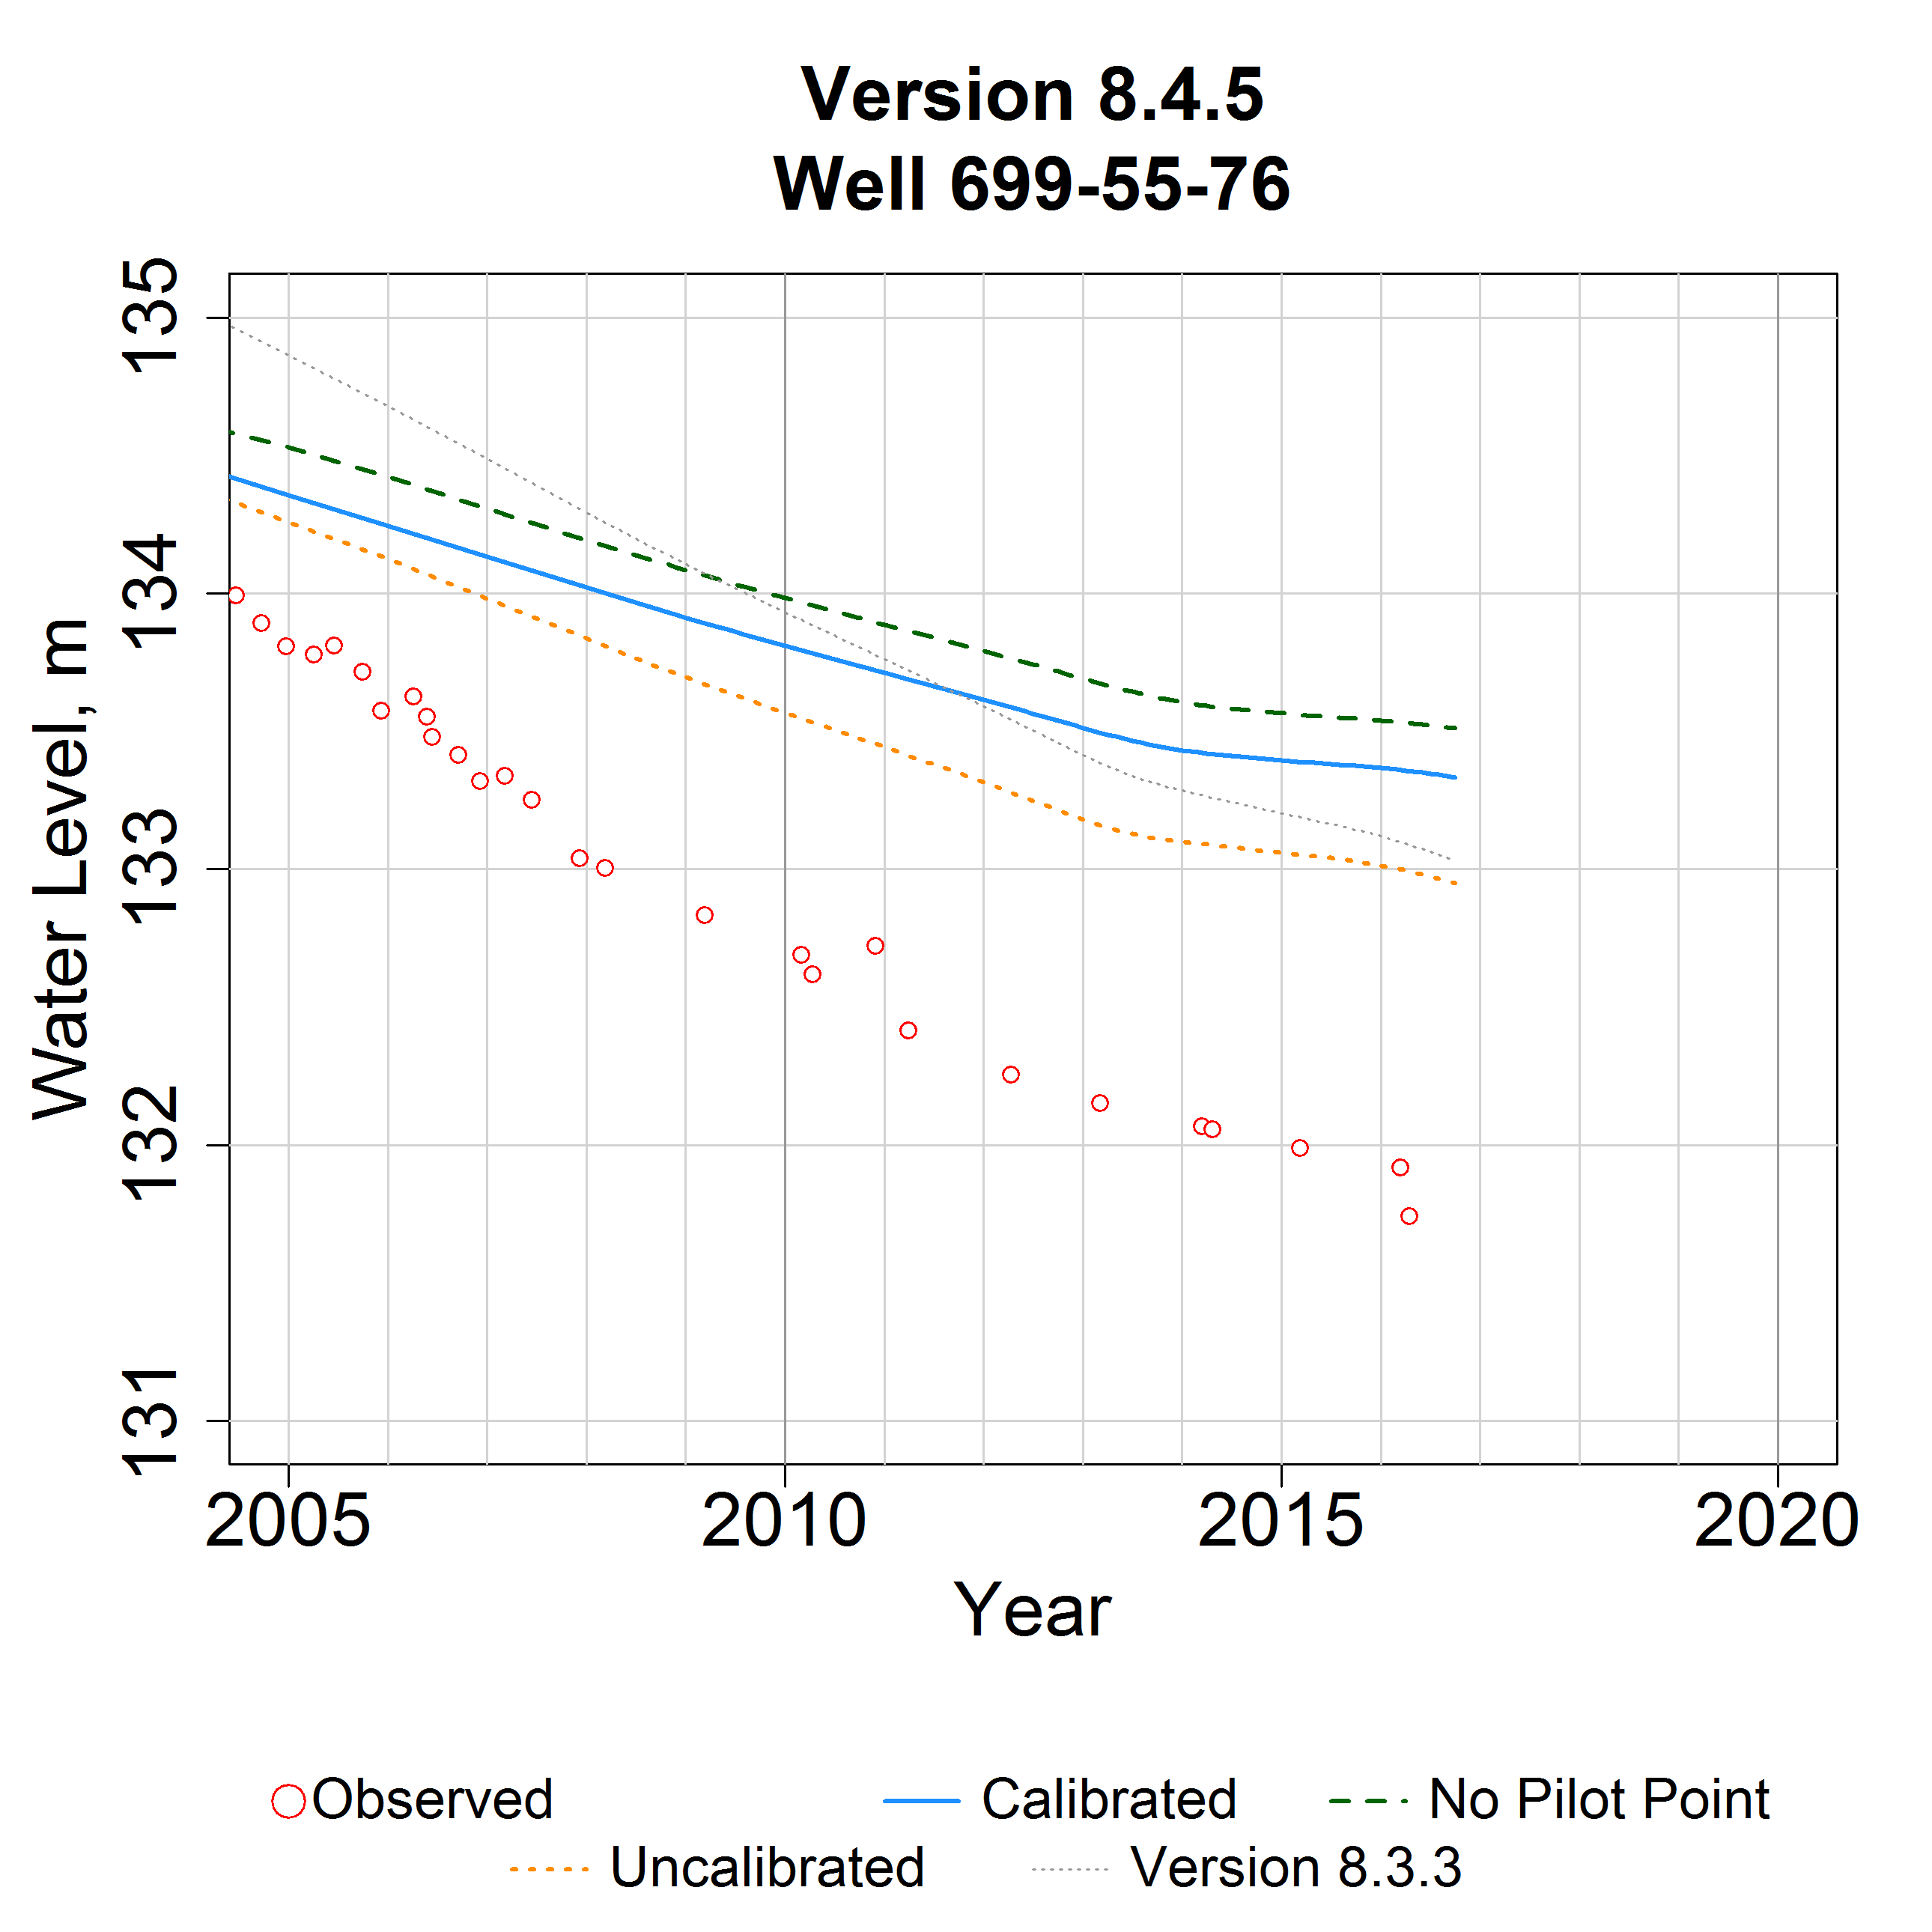 Version 8.4.5
Well 699-55-76
135
134
133
132
131
Water Level, m
2005 2010 2015 2020
Year
Observed Calibrated No Pilot Point
Uncalibrated Version 8.3.3